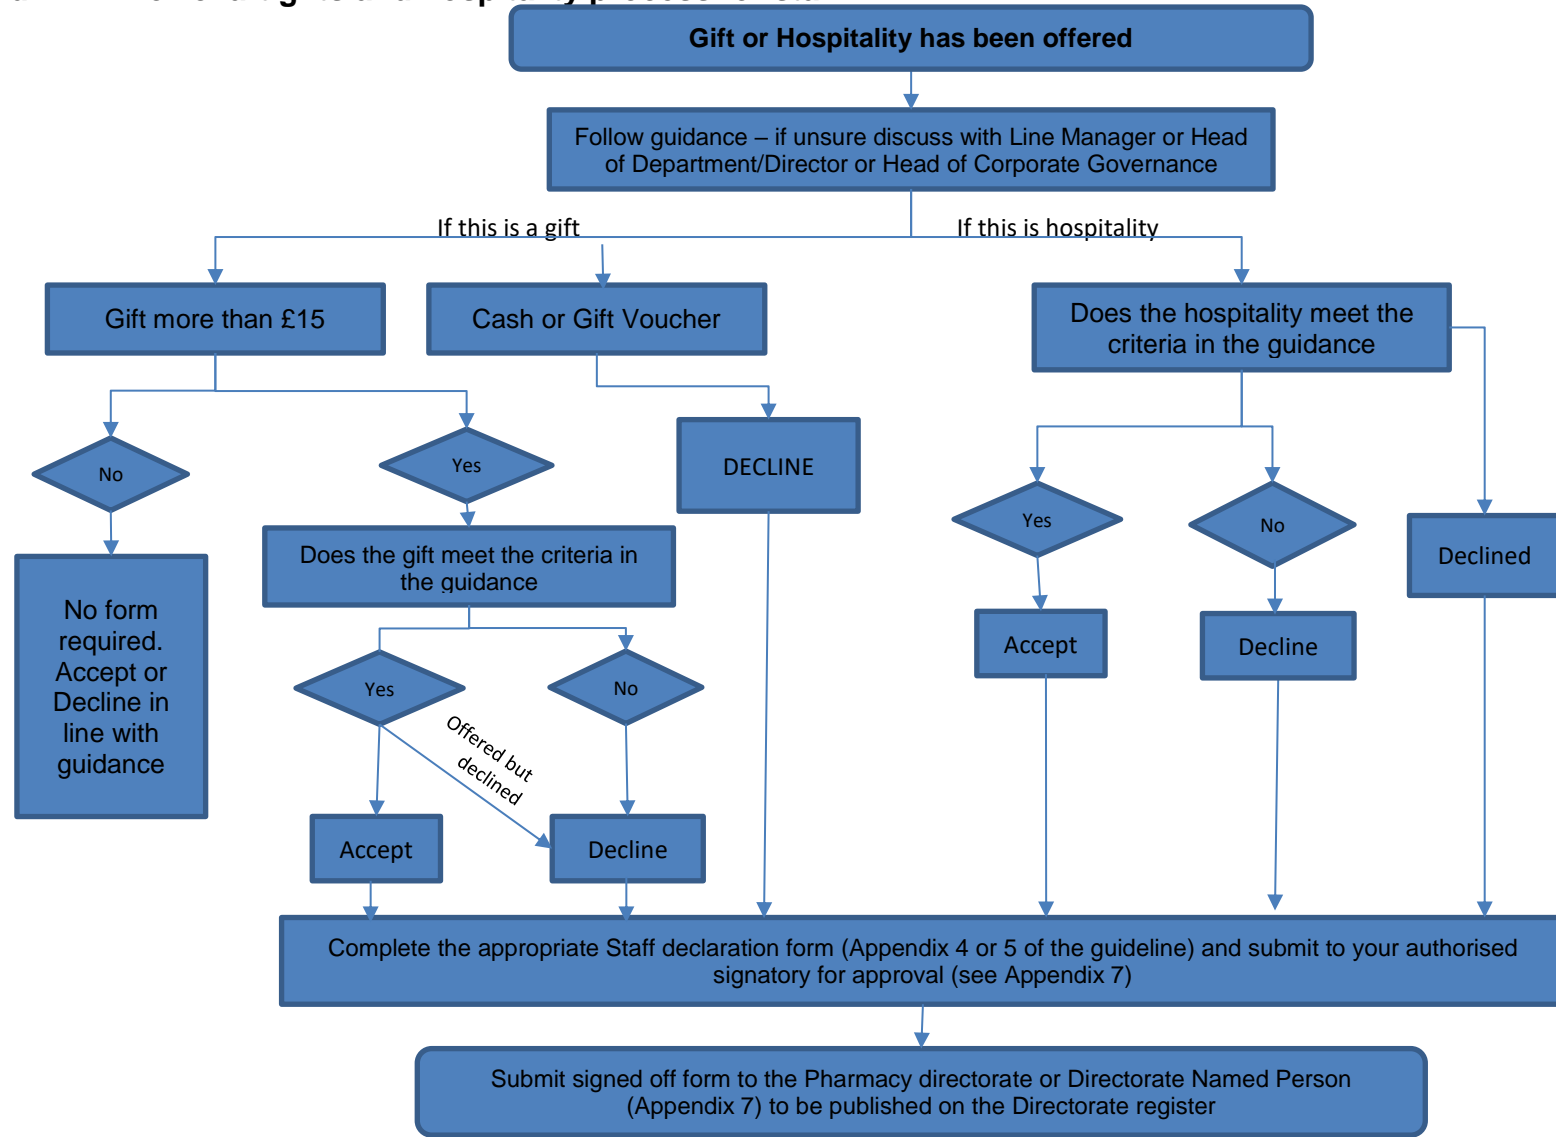 Gift or Hospitality has been offered
Follow guidance – if unsure discuss with Line Manager or Head
of Department/Director or Head of Corporate Governance
If this is a gift
If this is hospitality
Gift more than £15
Cash or Gift Voucher
Does the hospitality meet the
criteria in the guidance
No
Yes
DECLINE
Yes
No
Declined
Does the gift meet the criteria in
the guidance
No form
required.
Accept or
Decline in
line with
guidance
Accept
Decline
Yes
No
Offered but
declined
Accept
Decline
Complete the appropriate Staff declaration form (Appendix 4 or 5 of the guideline) and submit to your authorised
signatory for approval (see Appendix 7)
Submit signed off form to the Pharmacy directorate or Directorate Named Person
(Appendix 7) to be published on the Directorate register